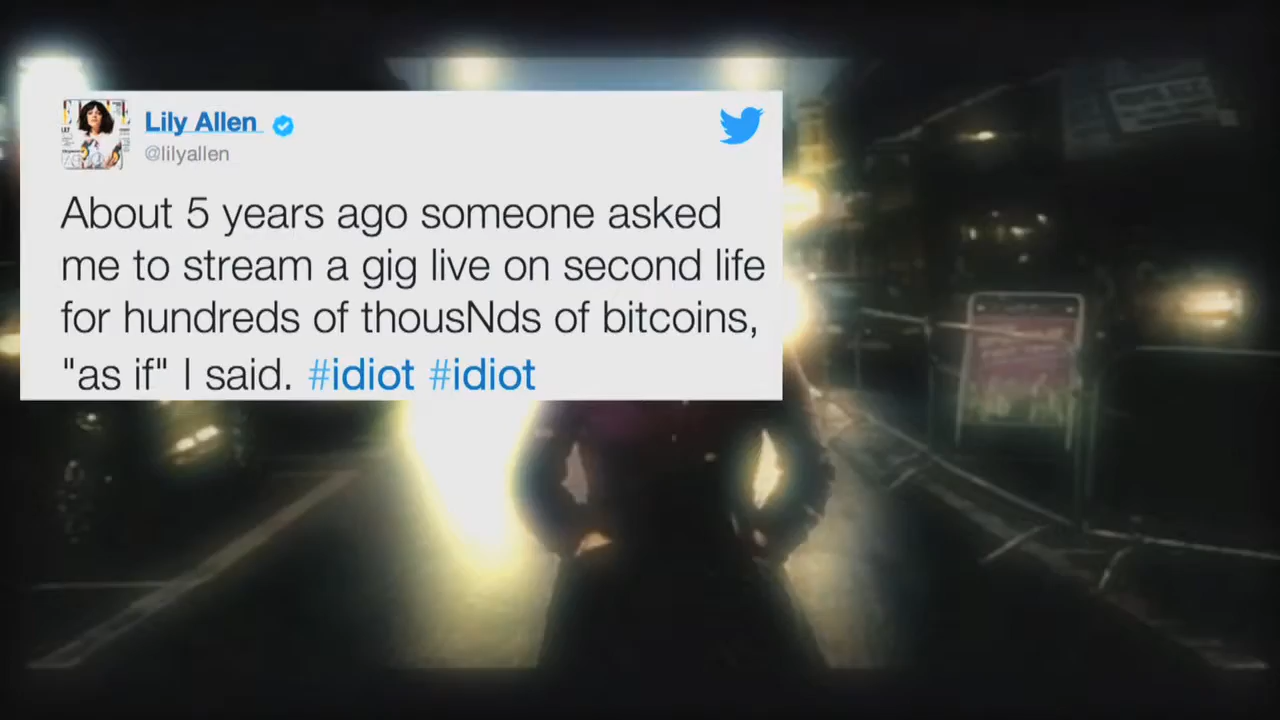 Lily Allen
@lilyallen
About 5 years ago someone asked
me to stream a gig live on second life
for hundreds of thousNds of bitcoins,
"as if" I said. #idiot #idiot